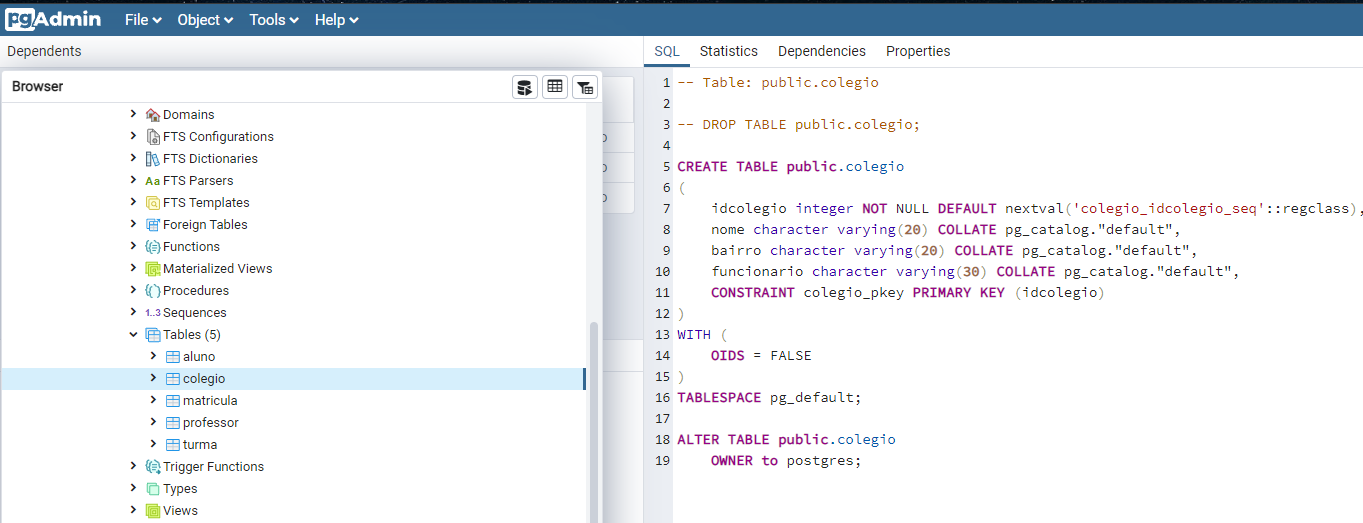 pgAdmin File Object Tools Help
Dependents
SQL Statistics Dependencies Properties
Browser
Domains
FTS Configurations
FTS Dictionaries
Aa FTS Parsers
FTS Templates
Foreign Tables
Functions
Materialized Views
Procedures
1..3 Sequences
Tables (5)
aluno
colegio
matricula
professor
turma
Trigger Functions
Types
Views
1 -- Table: public.colegio
2
3 -- DROP TABLE public.colegio;
4
5 CREATE TABLE public.colegio
6 (
7 idcolegio integer NOT NULL DEFAULT nextval('colegio_idcolegio_seq'::regclass),
8 nome character varying(20) COLLATE pg_catalog."default",
9 bairro character varying(20) COLLATE pg_catalog."default",
10 funcionario character varying(30) COLLATE pg_catalog."default",
11 CONSTRAINT colegio_pkey PRIMARY KEY (idcolegio)
12 )
13 WITH (
14 OIDS = FALSE
15 )
16 TABLESPACE pg_default;
17
18 ALTER TABLE public.colegio
19 OWNER to postgres;